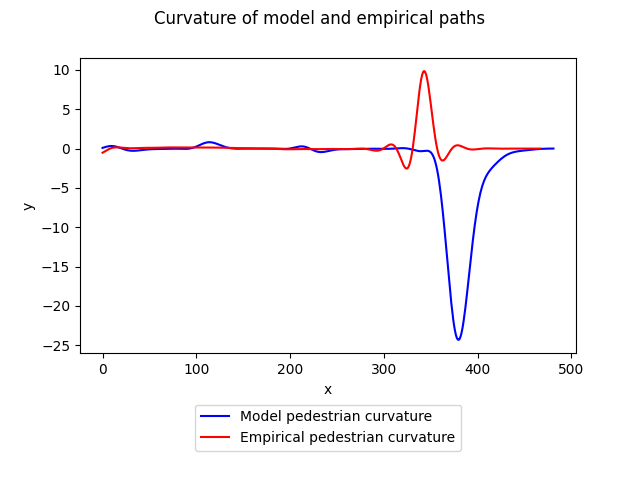 Curvature of model and empirical paths
10
5
0
−5
−10
−15
−20
−25
y
0 100 200 300 400 500
x
Model pedestrian curvature
Empirical pedestrian curvature